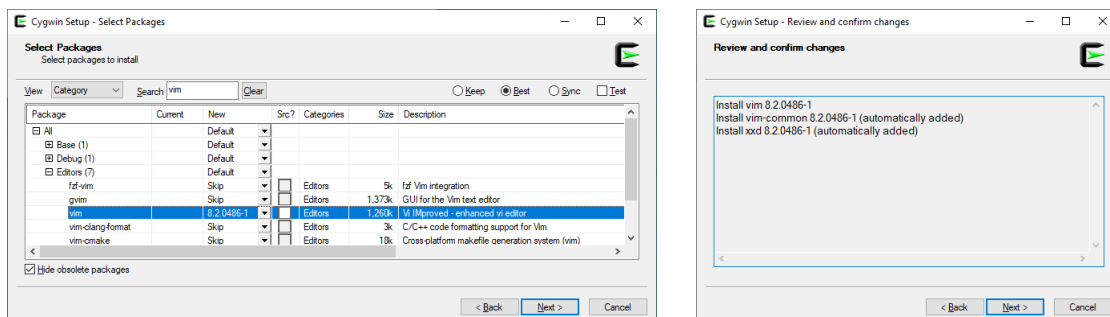 Cygwin Setup - Select Packages
Select Packages
Select packages to install
View Category Search vim Clear Keep Best Sync Test
Package Current New Src? Categories Size Description
All Default
Base (1) Default
Debug (1) Default
Editors (7) Default
fzf-vim Skip Editors 5k fzf Vim integration
gvim Skip Editors 1,373k GUI for the Vim text editor
vim 8.2.0486-1 Editors 1,260k Vi IMproved - enhanced vi editor
vim-clang-format Skip Editors 3k C/C++ code formatting support for Vim
vim-cmake Skip Editors 18k Cross-platform makefile generation system (vim)
Hide obsolete packages
< Back Next > Cancel
Cygwin Setup - Review and confirm changes
Review and confirm changes
Install vim 8.2.0486-1
Install vim-common 8.2.0486-1 (automatically added)
Install xxd 8.2.0486-1 (automatically added)
< Back Next > Cancel